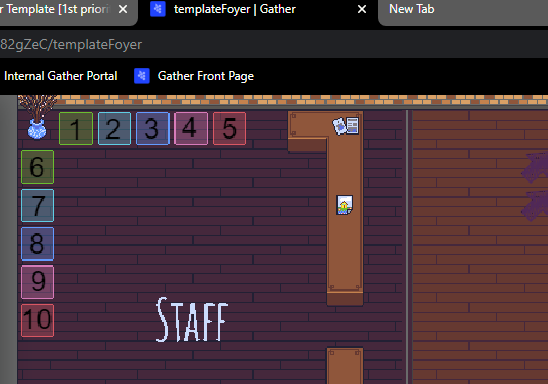 r Template [1st priori
templateFoyer | Gather
New Tab
82gZeC/templateFoyer
Internal Gather Portal
Gather Front Page
1 2 3 4 5
6
7
8
9
10
STAFF